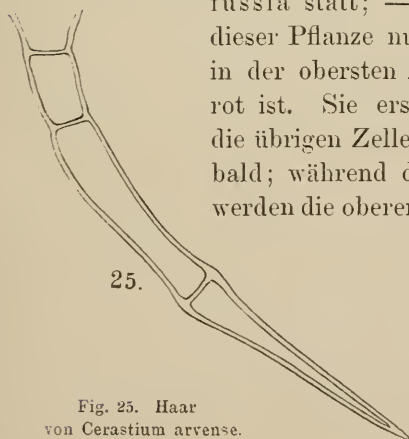 russia statt; —
dieser Pflanze nu
in der obersten
rot ist. Sie ers
die übrigen Zelle
bald; während d
werden die oberen
25.
Fig. 25. Haar
von Cerastium arvense.